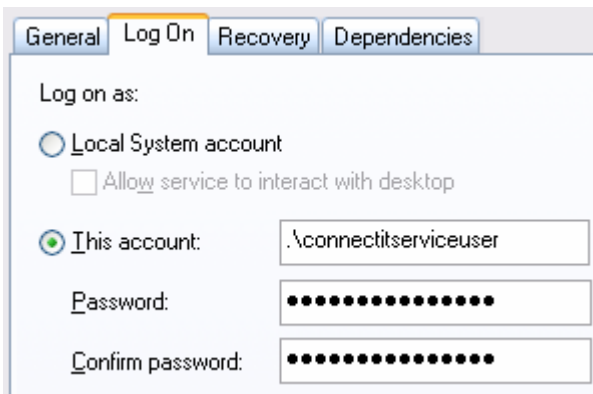 General Log On Recovery Dependencies
Log on as:
Local System account
Allow service to interact with desktop
This account: .\connectitserviceuser
Password: ●●●●●●●●●●●●●●●
Confirm password: ●●●●●●●●●●●●●●●